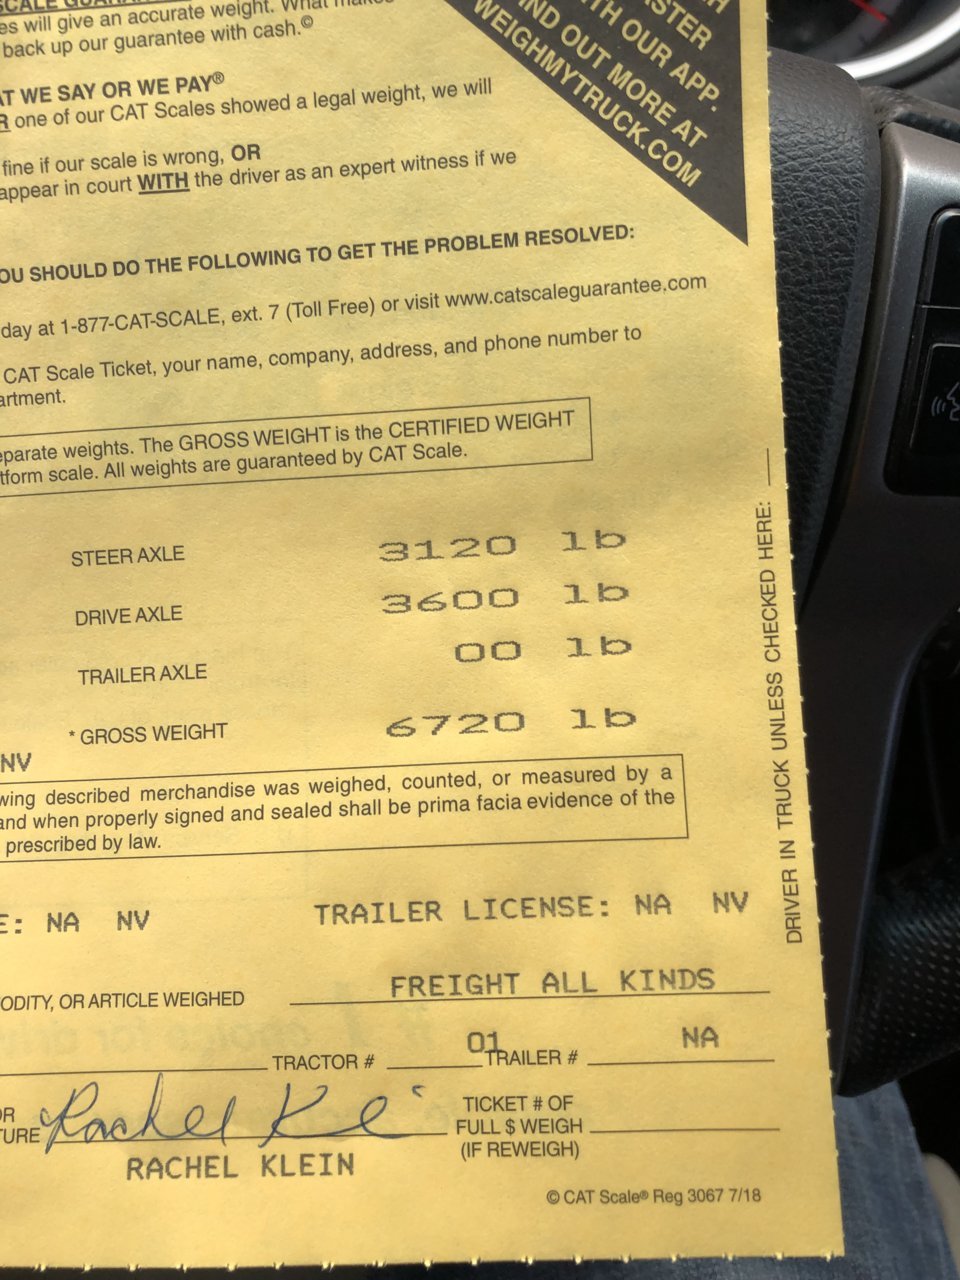 SCALE GUARAN
es will give an accurate weight. What makes
back up our guarantee with cash.©
H
ASTER
TH OUR APP.
IND OUT MORE AT
WEIGHMYTRUCK.COM
AT WE SAY OR WE PAY®
R one of our CAT Scales showed a legal weight, we will
fine if our scale is wrong, OR
appear in court WITH the driver as an expert witness if we
OU SHOULD DO THE FOLLOWING TO GET THE PROBLEM RESOLVED:
day at 1-877-CAT-SCALE, ext. 7 (Toll Free) or visit www.catscaleguarantee.com
CAT Scale Ticket, your name, company, address, and phone number to
artment.
eparate weights. The GROSS WEIGHT is the CERTIFIED WEIGHT
tform scale. All weights are guaranteed by CAT Scale.
STEER AXLE 3120 lb
DRIVE AXLE 3600 lb
TRAILER AXLE 00 lb
* GROSS WEIGHT 6720 lb
NV
wing described merchandise was weighed, counted, or measured by a
and when properly signed and sealed shall be prima facia evidence of the
prescribed by law.
E: NA NV TRAILER LICENSE: NA NV
ODITY, OR ARTICLE WEIGHED FREIGHT ALL KINDS
TRACTOR # 01 TRAILER # NA
OR
TURE Rachel Kle
RACHEL KLEIN
TICKET # OF
FULL $ WEIGH
(IF REWEIGH)
© CAT Scale® Reg 3067 7/18
DRIVER IN TRUCK UNLESS CHECKED HERE: